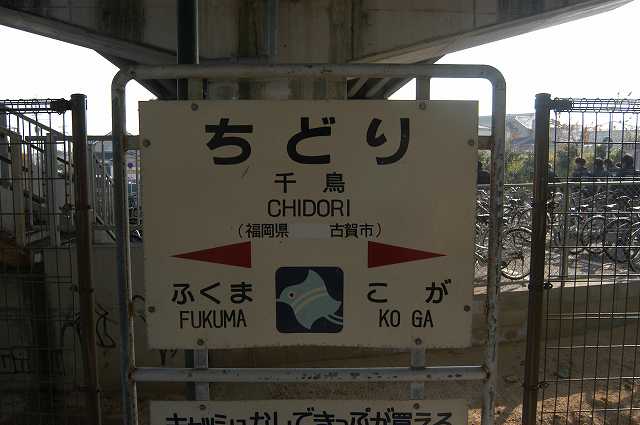 ちどり
千鳥
CHIDORI
(福岡県 古賀市)
ふくま こが
FUKUMA KO GA